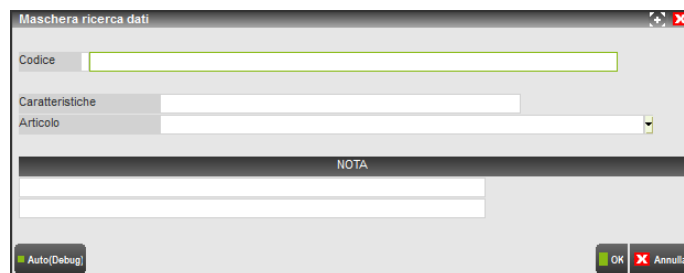 Maschera ricerca dati
Codice
Caratteristiche
Articolo
NOTA
Auto(Debug)
OK
Annulla